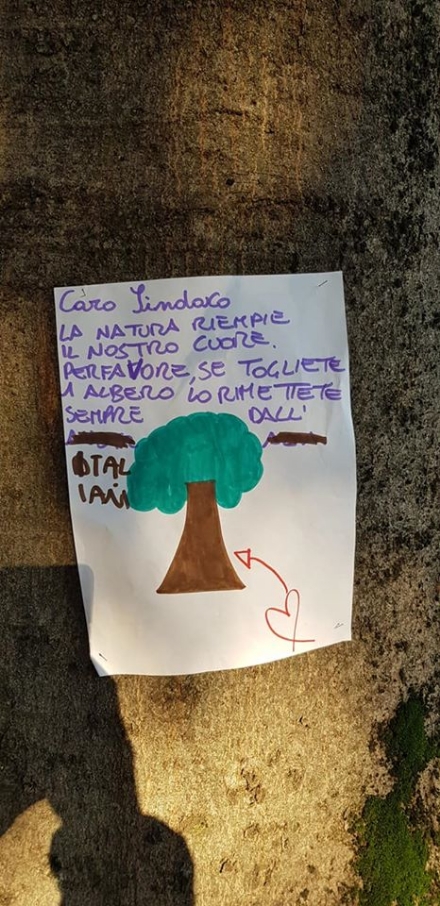 Caro Sindaco
LA NATURA RIEMPIE
IL NOSTRO CUORE.
PERFAVORE, SE TOGLIETE
1 ALBERO LO RIMETTETE
SEMPRE DALL'